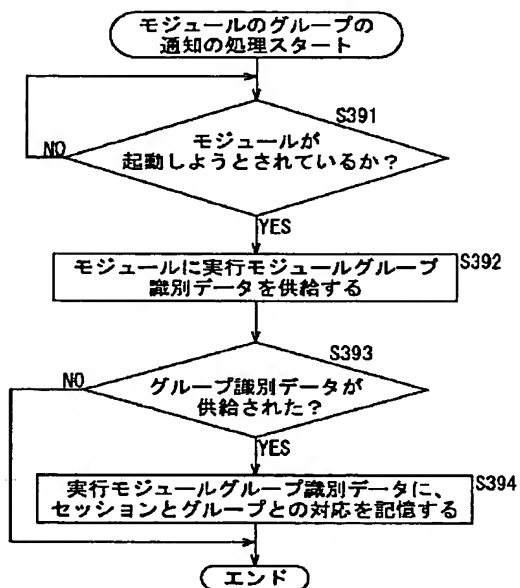 モジュールのグループの
通知の処理スタート
S391
モジュールが
起動しようとされているか？
NO
YES
モジュールに実行モジュールグループ
識別データを供給する
S392
S393
NO
グループ識別データが
供給された？
YES
実行モジュールグループ識別データに、
セッションとグループとの対応を記憶する
S394
エンド